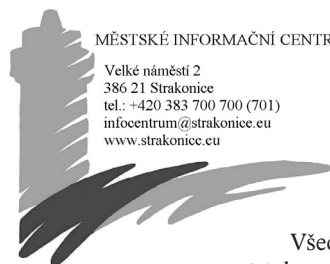 MĚSTSKÉ INFORMAČNÍ CENTR
Velké náměstí 2
386 21 Strakonice
tel.: +420 383 700 700 (701)
infocentrum@strakonice.eu
www.strakonice.eu
Všec